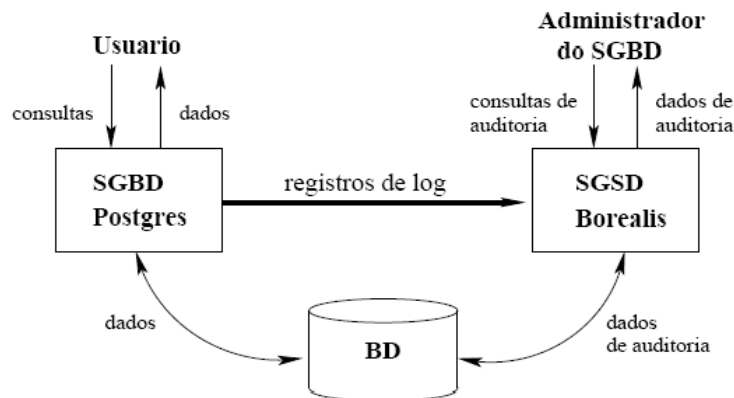 Usuario
Administrador
do SGBD
consultas
dados
consultas de
auditoria
dados de
auditoria
SGBD
Postgres
registros de log
SGSD
Borealis
dados
BD
dados
de auditoria